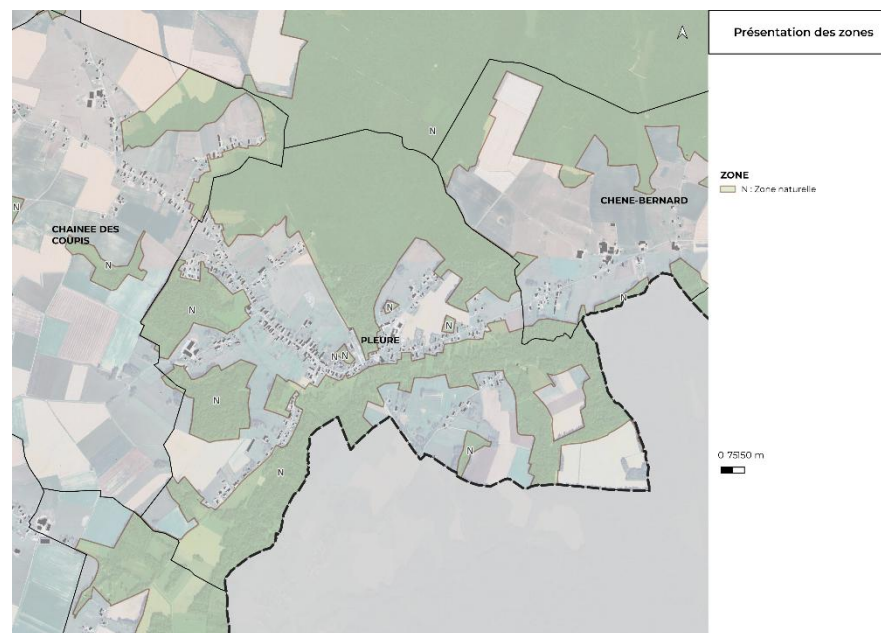 Présentation des zones
ZONE
N : Zone naturelle
0 75150 m
N
CHENE-BERNARD
CHAINEE DES
COUPIS
N
N
N
N
N
N
PLEURE
N N
N
N
N